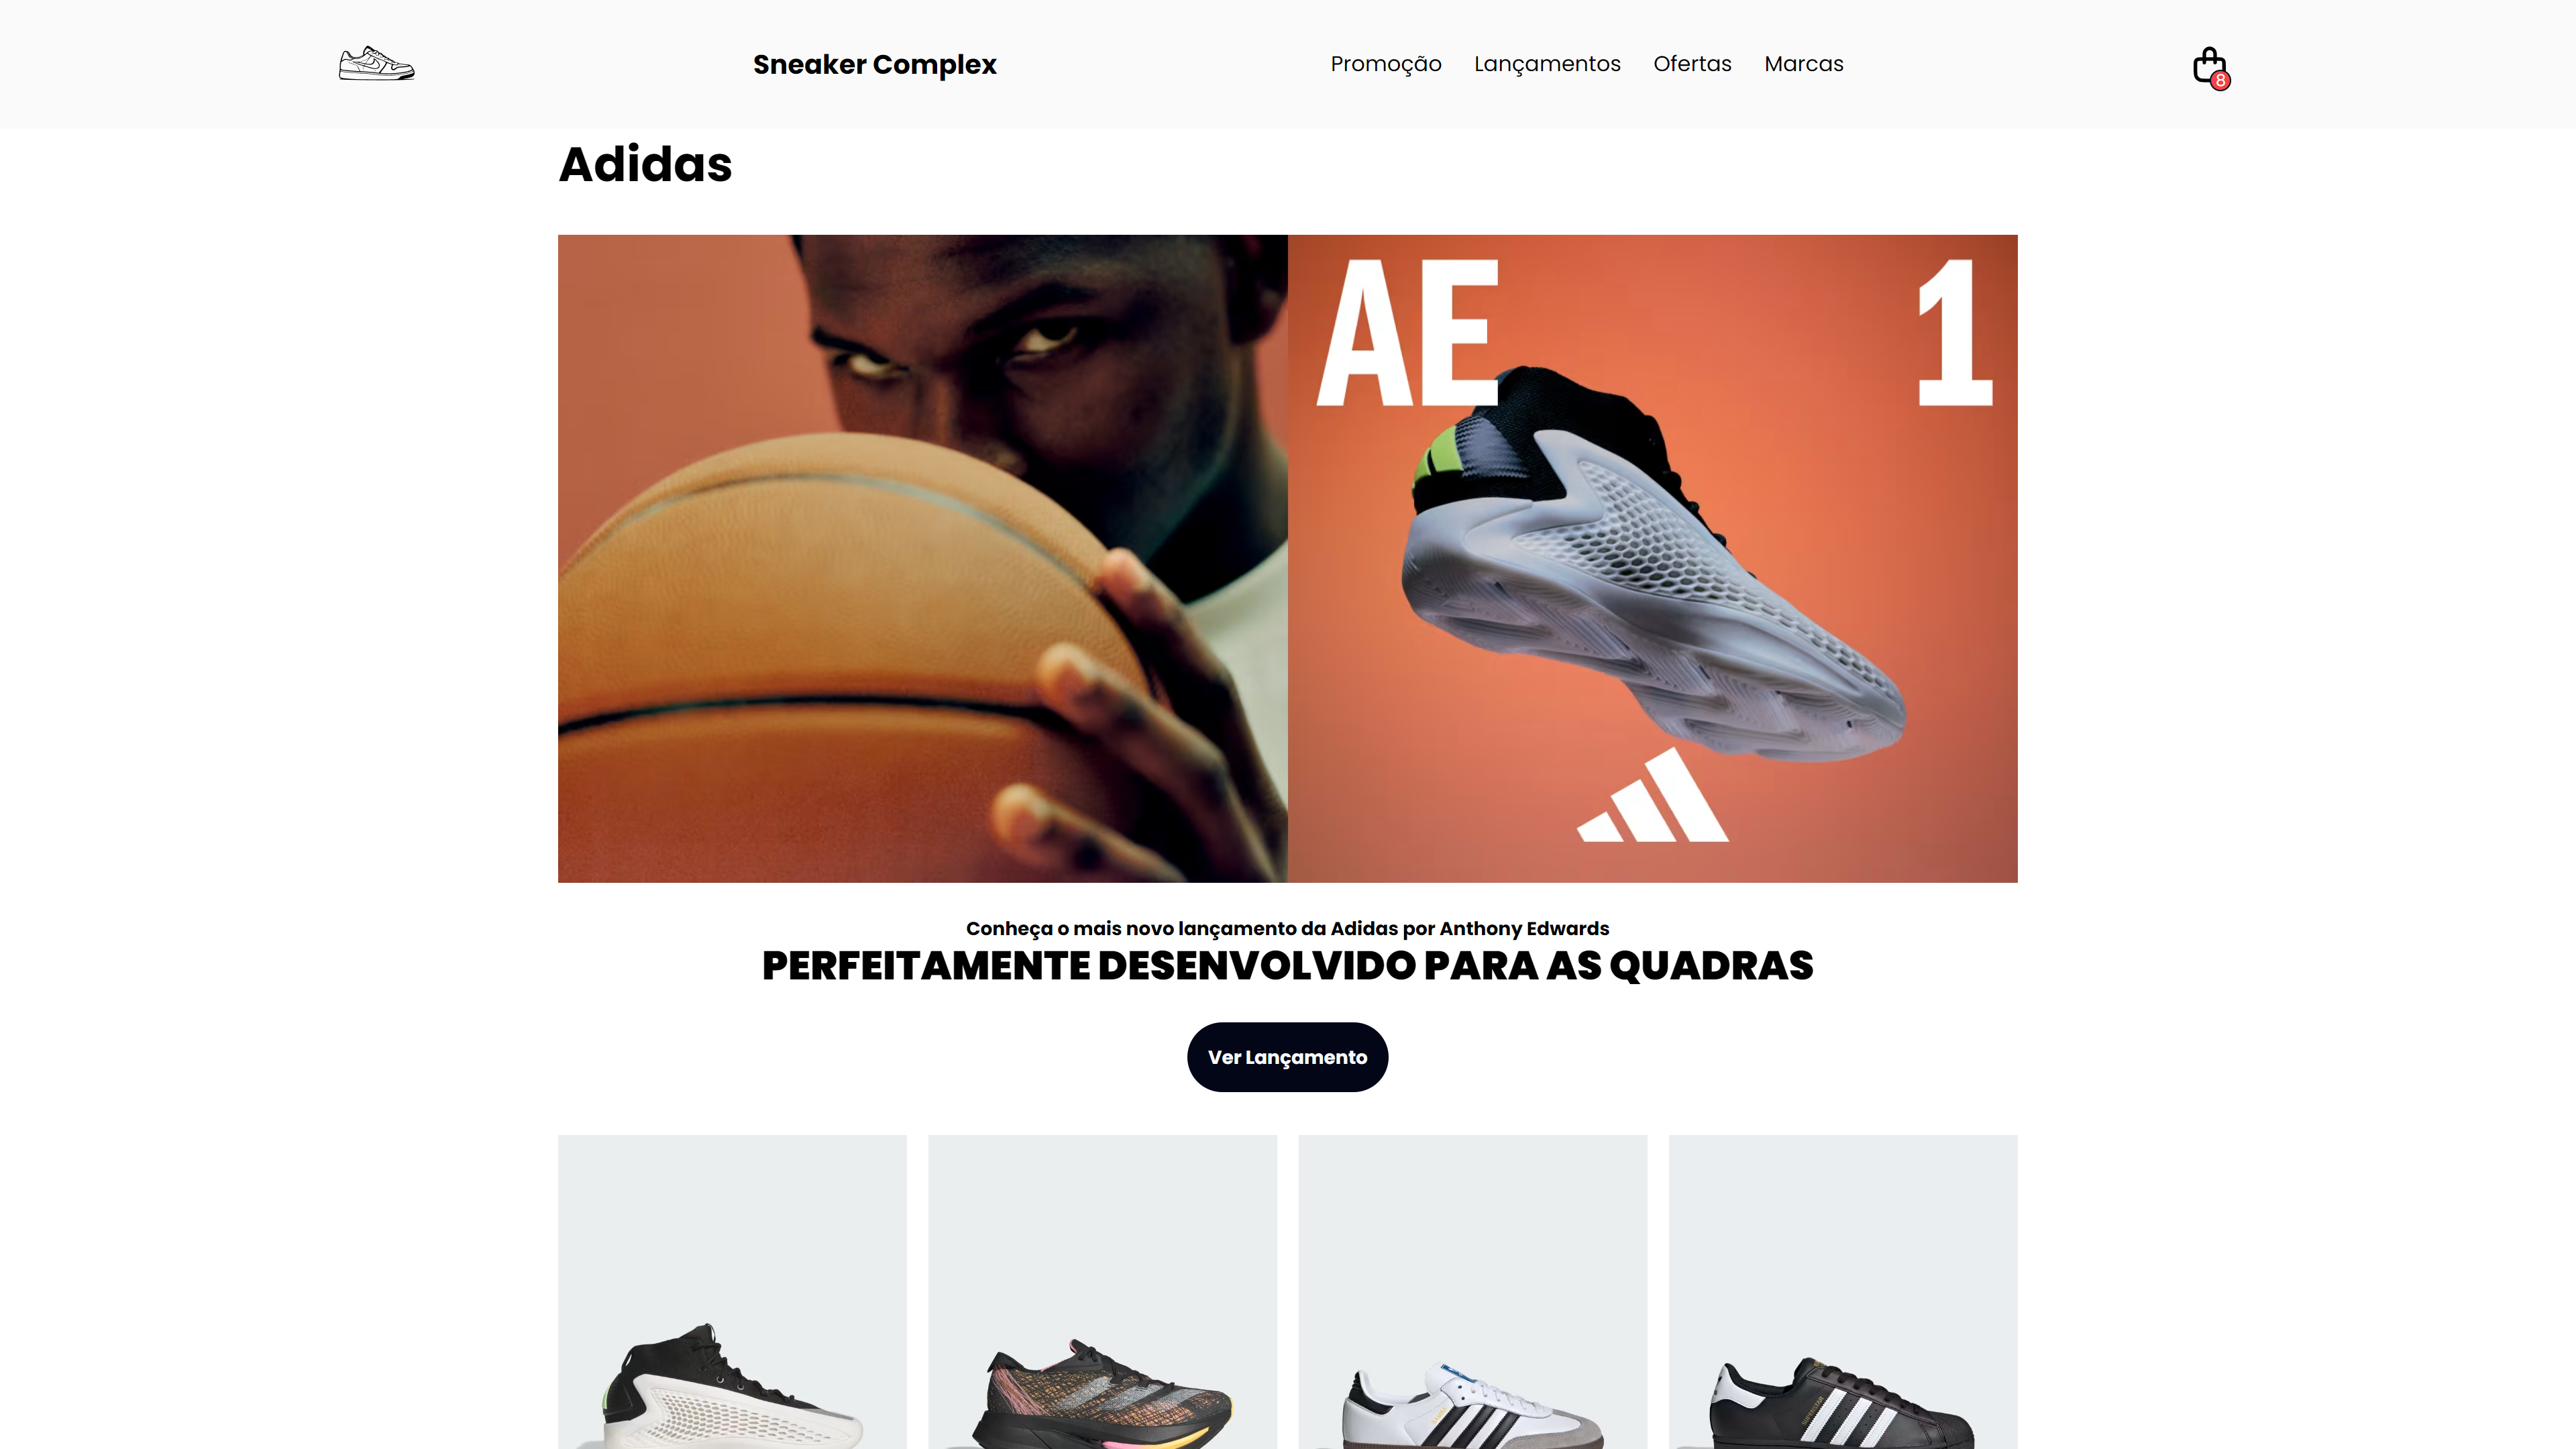 Sneaker Complex
Promoção Lançamentos Ofertas Marcas
8
Adidas
AE 1
Conheça o mais novo lançamento da Adidas por Anthony Edwards
PERFEITAMENTE DESENVOLVIDO PARA AS QUADRAS
Ver Lançamento